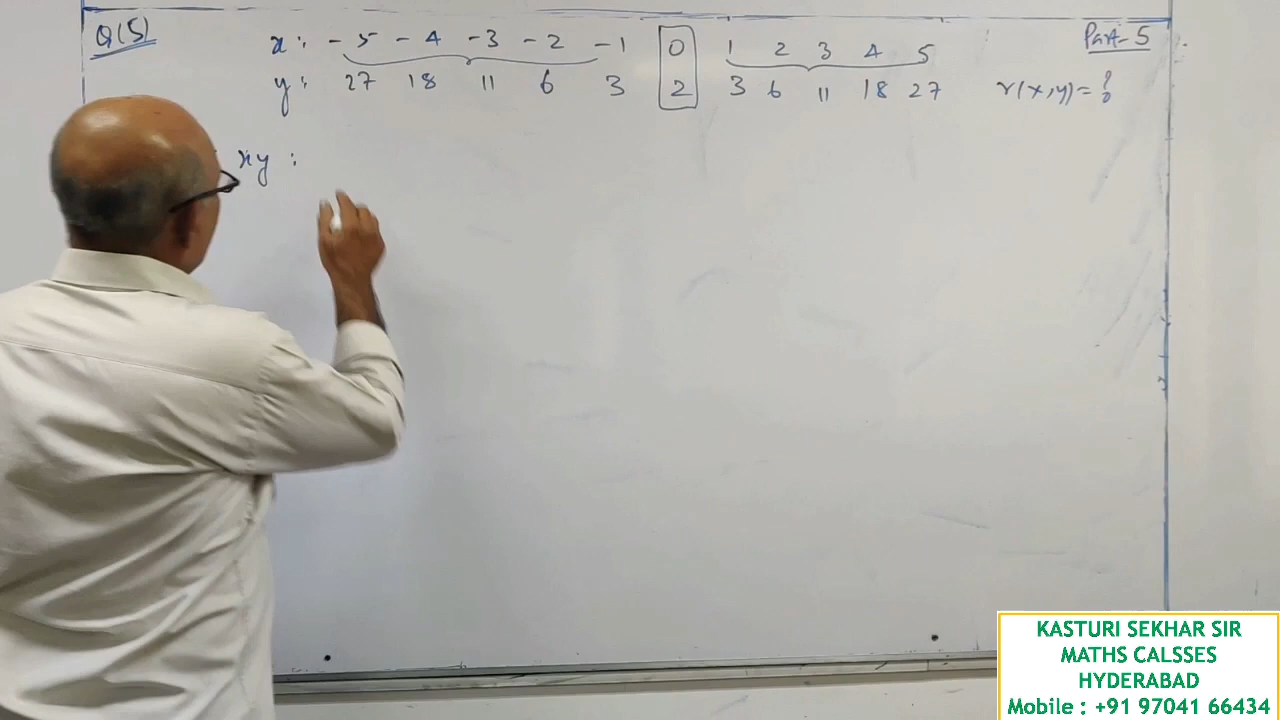 Q(5) x: -5 -4 -3 -2 -1 0 1 2 3 4 5 Part-5
y: 27 18 11 6 3 2 3 6 11 18 27 r(x,y)=?
xy :
KASTURI SEKHAR SIR
MATHS CALSSES
HYDERABAD
Mobile : +91 97041 66434